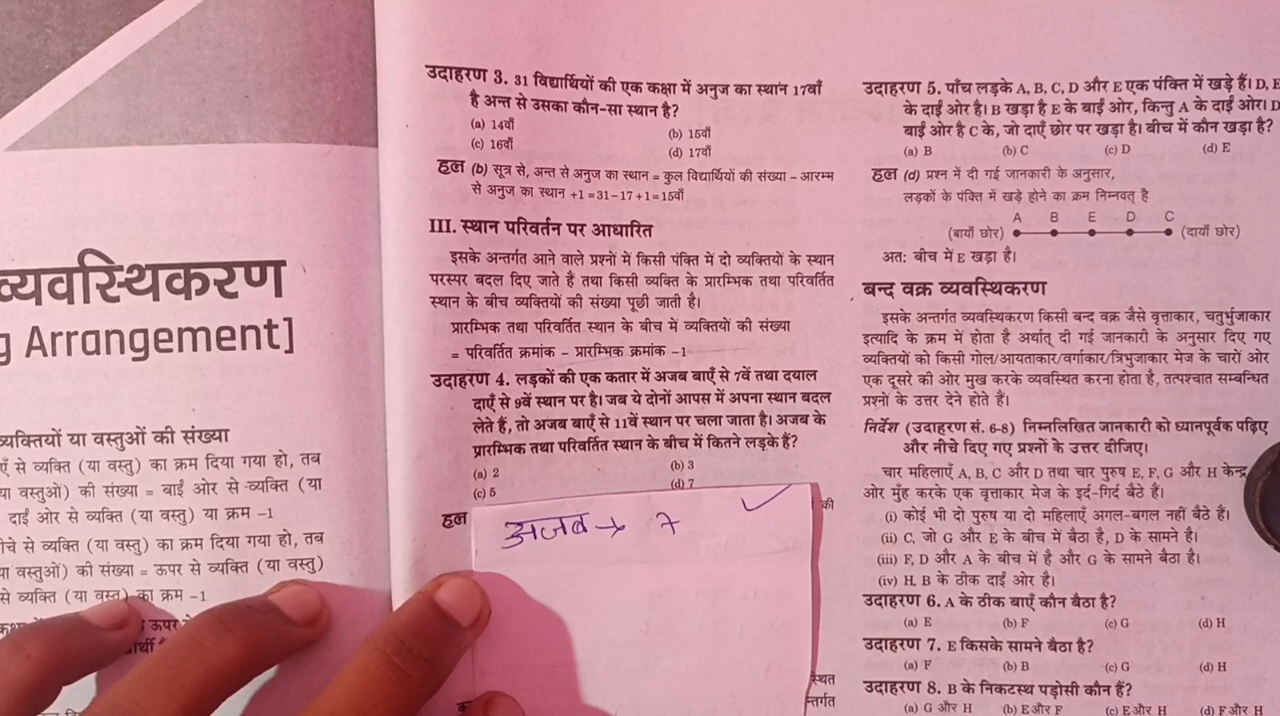 व्यवस्थिकरण
Arrangement]
व्यक्तियों या वस्तुओं की संख्या
से व्यक्ति (या वस्तु) का क्रम दिया गया हो, तब
वस्तुओं) की संख्या = बाईं ओर से व्यक्ति (या
दाईं ओर से व्यक्ति (या वस्तु) या क्रम −1
से व्यक्ति (या वस्तु) का क्रम दिया गया हो, तब
वस्तुओं) की संख्या = ऊपर से व्यक्ति (या वस्तु)
से व्यक्ति (या वस्तु) का क्रम −1
ऊपर
उदाहरण 3. 31 विद्यार्थियों की एक कक्षा में अनुज का स्थान 17वाँ
है अन्त से उसका कौन-सा स्थान है?
(a) 14वाँ (b) 15वाँ
(c) 16वाँ (d) 17वाँ
हल (b) सूत्र से, अन्त से अनुज का स्थान = कुल विद्यार्थियों की संख्या − आरम्भ
से अनुज का स्थान +1 =31−17+1=15वाँ
III. स्थान परिवर्तन पर आधारित
इसके अन्तर्गत आने वाले प्रश्नों में किसी पंक्ति में दो व्यक्तियों के स्थान
परस्पर बदल दिए जाते हैं तथा किसी व्यक्ति के प्रारम्भिक तथा परिवर्तित
स्थान के बीच व्यक्तियों की संख्या पूछी जाती है।
प्रारम्भिक तथा परिवर्तित स्थान के बीच में व्यक्तियों की संख्या
= परिवर्तित क्रमांक − प्रारम्भिक क्रमांक −1
उदाहरण 4. लड़कों की एक कतार में अजब बाएँ से 7वें तथा दयाल
दाएँ से 9वें स्थान पर है। जब ये दोनों आपस में अपना स्थान बदल
लेते हैं, तो अजब बाएँ से 11वें स्थान पर चला जाता है। अजब के
प्रारम्भिक तथा परिवर्तित स्थान के बीच में कितने लड़के हैं?
(a) 2 (b) 3
(c) 5 (d) 7
हल
की
अजब → 7
स्थित
उदाहरण 5. पाँच लड़के A, B, C, D और E एक पंक्ति में खड़े हैं। D, E
के दाईं ओर है। B खड़ा है E के बाईं ओर, किन्तु A के दाईं ओर। D
बाईं ओर है C के, जो दाएँ छोर पर खड़ा है। बीच में कौन खड़ा है?
(a) B (b) C (c) D (d) E
हल (d) प्रश्न में दी गई जानकारी के अनुसार,
लड़कों के पंक्ति में खड़े होने का क्रम निम्नवत् है
A B E D C
(बायाँ छोर) (दायाँ छोर)
अतः बीच में E खड़ा है।
बन्द वक्र व्यवस्थिकरण
इसके अन्तर्गत व्यवस्थिकरण किसी बन्द वक्र जैसे वृत्ताकार, चतुर्भुजाकार
इत्यादि के क्रम में होता है अर्थात् दी गई जानकारी के अनुसार दिए गए
व्यक्तियों को किसी गोल/आयताकार/वर्गाकार/त्रिभुजाकार मेज के चारों ओर
एक दूसरे की ओर मुख करके व्यवस्थित करना होता है, तत्पश्चात सम्बन्धित
प्रश्नों के उत्तर देने होते हैं।
निर्देश (उदाहरण सं. 6-8) निम्नलिखित जानकारी को ध्यानपूर्वक पढ़िए
और नीचे दिए गए प्रश्नों के उत्तर दीजिए।
चार महिलाएँ A, B, C और D तथा चार पुरुष E, F, G और H केन्द्र
ओर मुँह करके एक वृत्ताकार मेज के इर्द-गिर्द बैठे हैं।
(i) कोई भी दो पुरुष या दो महिलाएँ अगल-बगल नहीं बैठे हैं।
(ii) C, जो G और E के बीच में बैठा है, D के सामने है।
(iii) F, D और A के बीच में है और G के सामने बैठा है।
(iv) H, B के ठीक दाईं ओर है।
उदाहरण 6. A के ठीक बाएँ कौन बैठा है?
(a) E (b) F (c) G (d) H
उदाहरण 7. E किसके सामने बैठा है?
(a) F (b) B (c) G (d) H
उदाहरण 8. B के निकटस्थ पड़ोसी कौन हैं?
(a) G और H (b) E और F (c) E और H (d) F और H